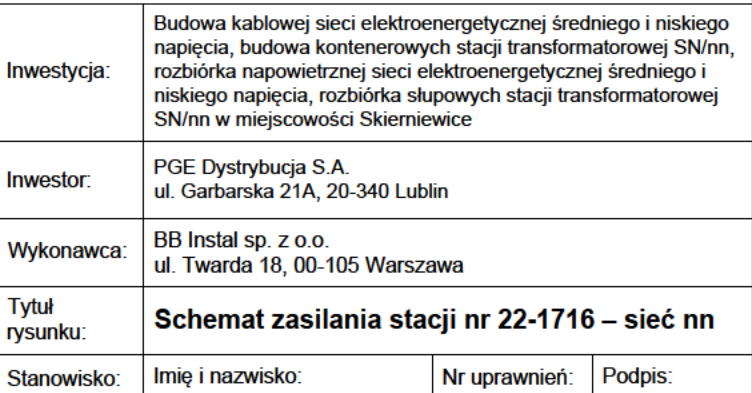 Inwestycja:
Budowa kablowej sieci elektroenergetycznej średniego i niskiego
napięcia, budowa kontenerowych stacji transformatorowej SN/nn,
rozbiórka napowietrznej sieci elektroenergetycznej średniego i
niskiego napięcia, rozbiórka słupowych stacji transformatorowej
SN/nn w miejscowości Skierniewice
Inwestor:
PGE Dystrybucja S.A.
ul. Garbarska 21A, 20-340 Lublin
Wykonawca:
BB Instal sp. z o.o.
ul. Twarda 18, 00-105 Warszawa
Tytuł
rysunku:
Schemat zasilania stacji nr 22-1716 – sieć nn
Stanowisko: Imię i nazwisko: Nr uprawnień: Podpis: